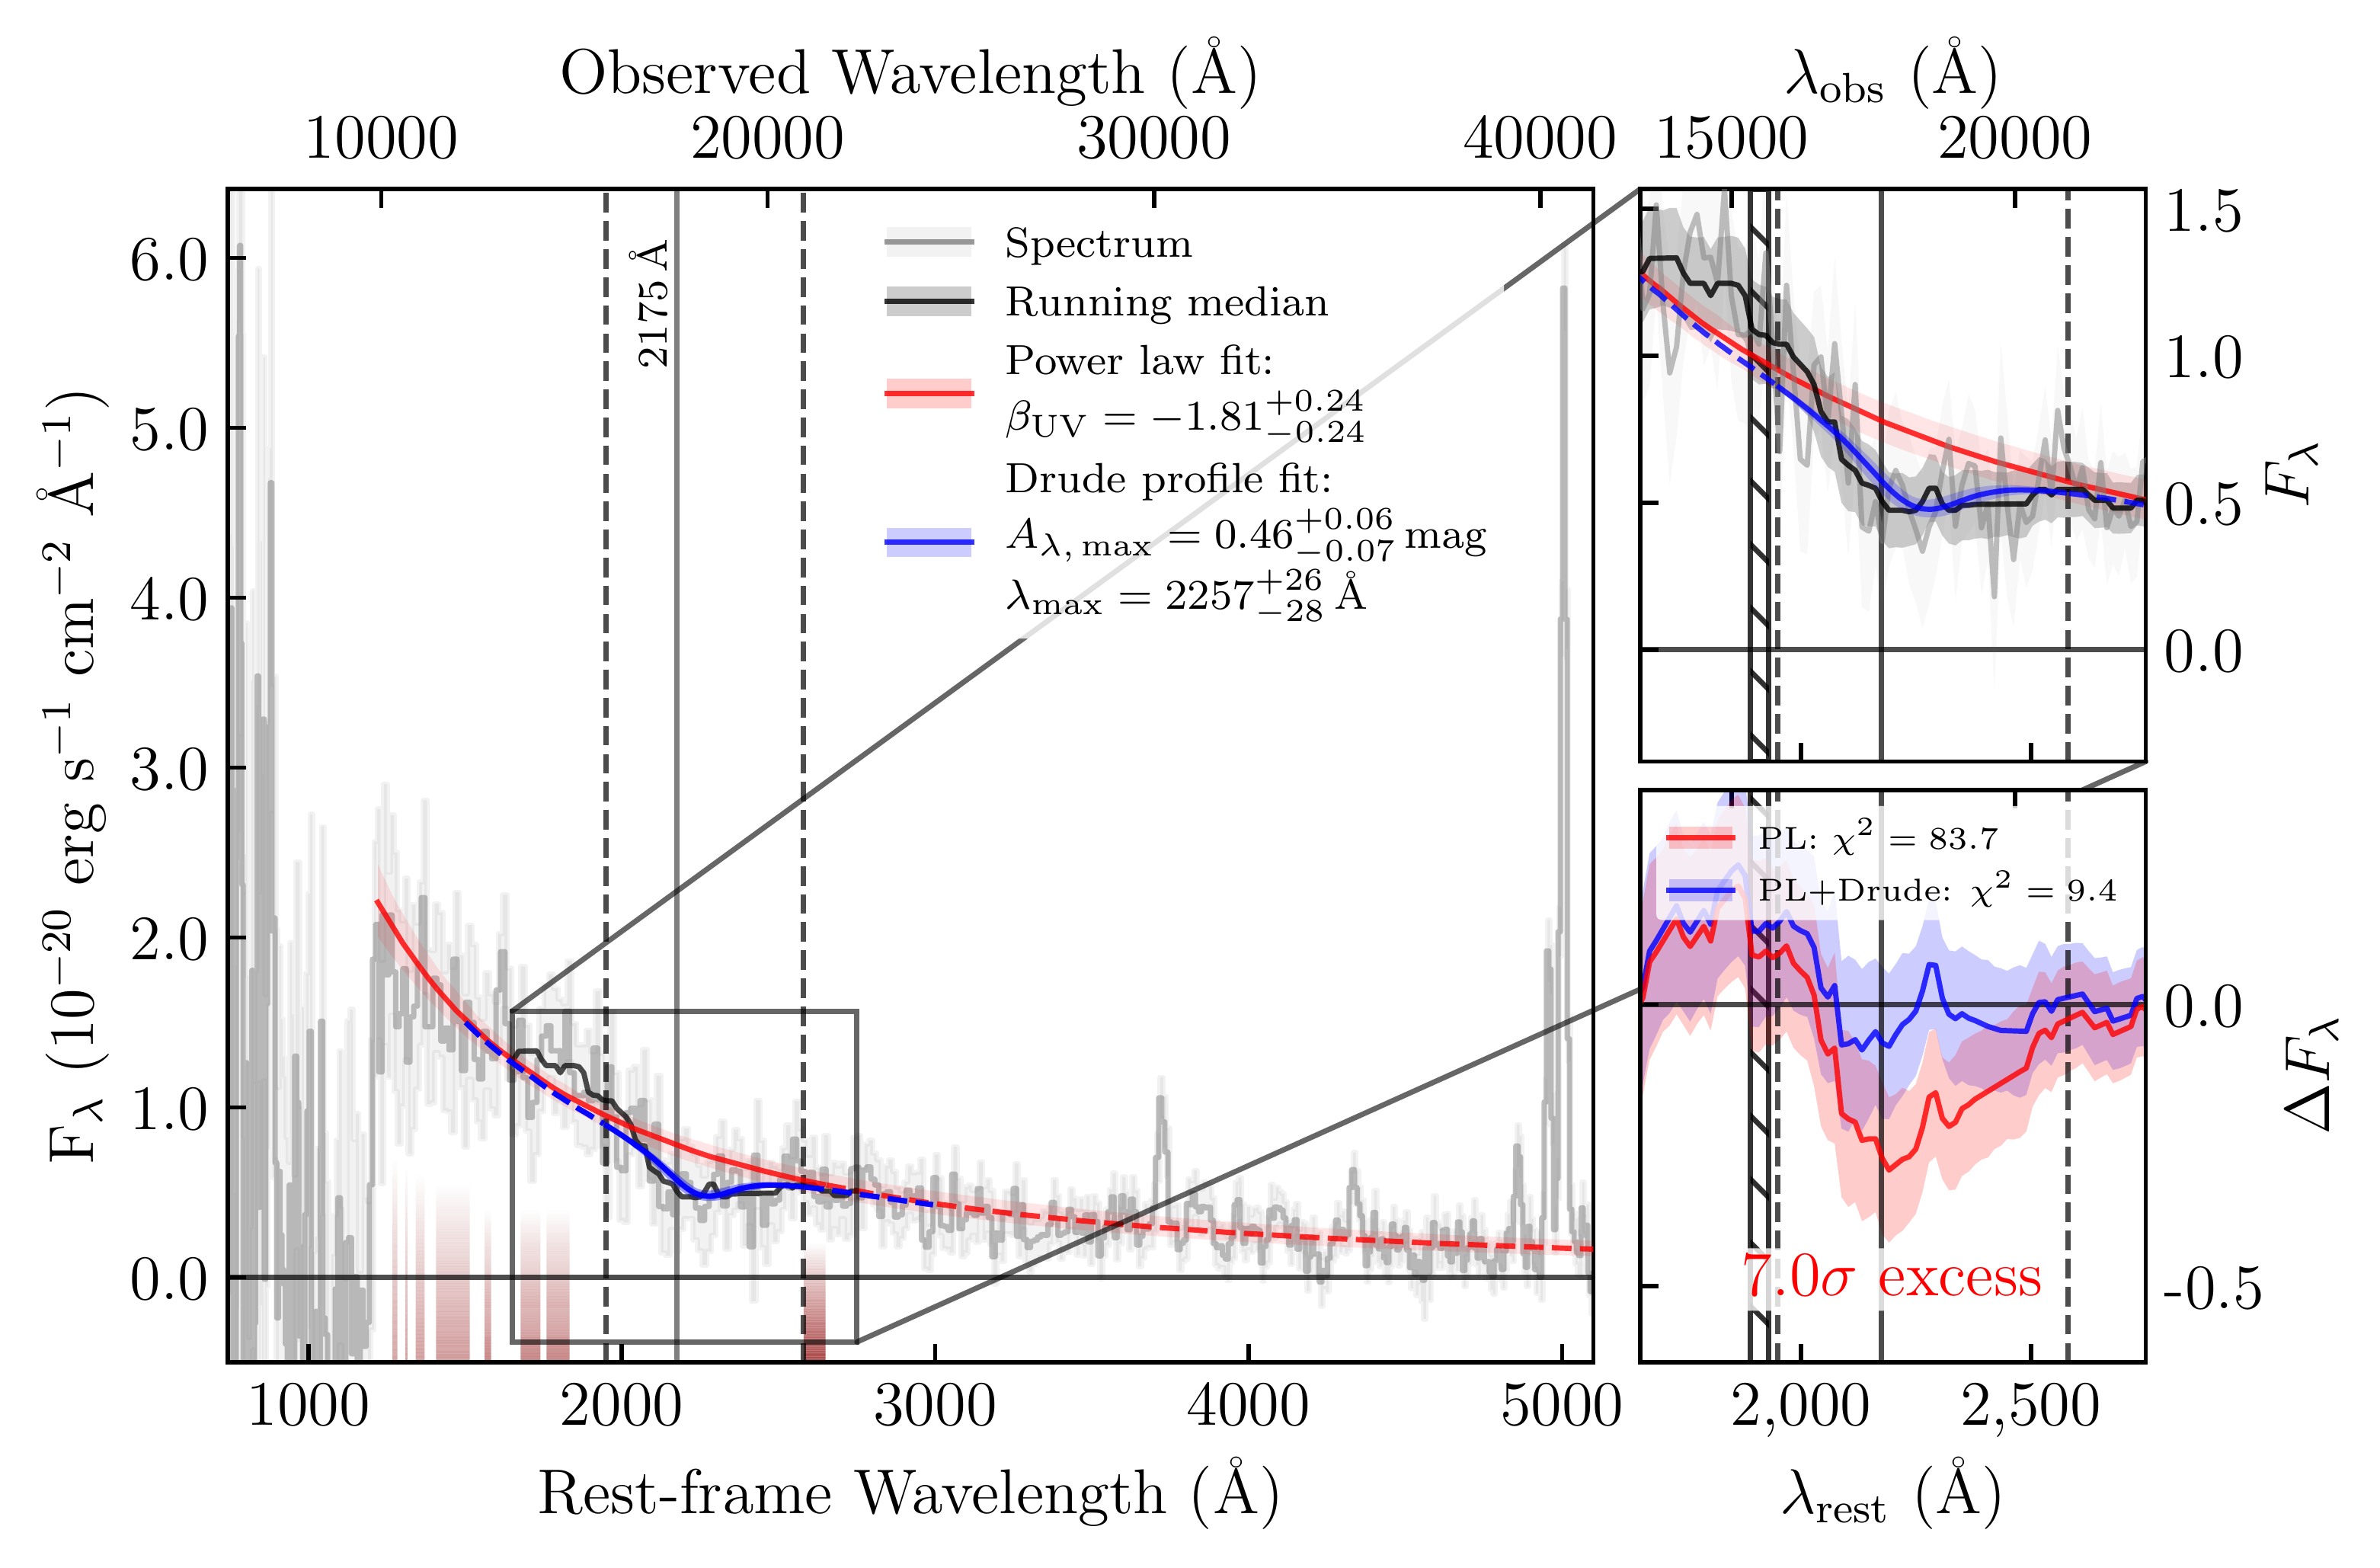 Observed Wavelength (Å)
10000 20000 30000 40000
F_λ (10^−20 erg s^−1 cm^−2 Å^−1)
6.0
5.0
4.0
3.0
2.0
1.0
0.0
2175 Å
Spectrum
Running median
Power law fit:
β_UV = −1.81^{+0.24}_{−0.24}
Drude profile fit:
A_{λ, max} = 0.46^{+0.06}_{−0.07} mag
λ_max = 2257^{+26}_{−28} Å
1000 2000 3000 4000 5000
Rest-frame Wavelength (Å)
λ_obs (Å)
15000 20000
1.5
1.0
0.5
0.0
F_λ
PL: χ² = 83.7
PL+Drude: χ² = 9.4
7.0σ excess
0.0
-0.5
ΔF_λ
2,000 2,500
λ_rest (Å)